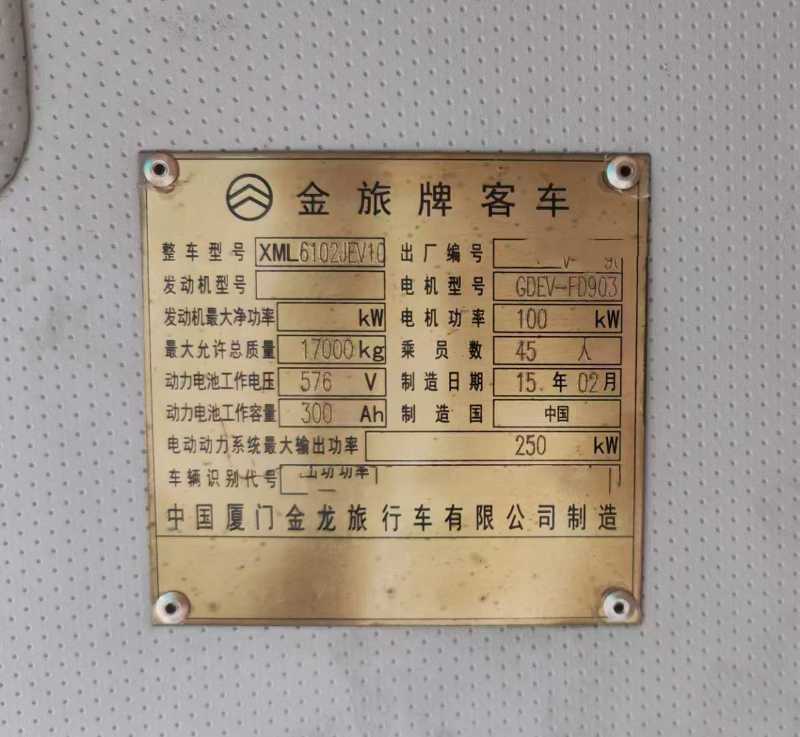 金旅牌客车
整车型号 XML6102JEV10 出厂编号
发动机型号 电机型号 GDEV-FD903
发动机最大净功率 kW 电机功率 100 kW
最大允许总质量 17000kg 乘员数 45 人
动力电池工作电压 576 V 制造日期 15. 年 02月
动力电池工作容量 300 Ah 制造国 中国
电动动力系统最大输出功率 250 kW
车辆识别代号
中国厦门金龙旅行车有限公司制造